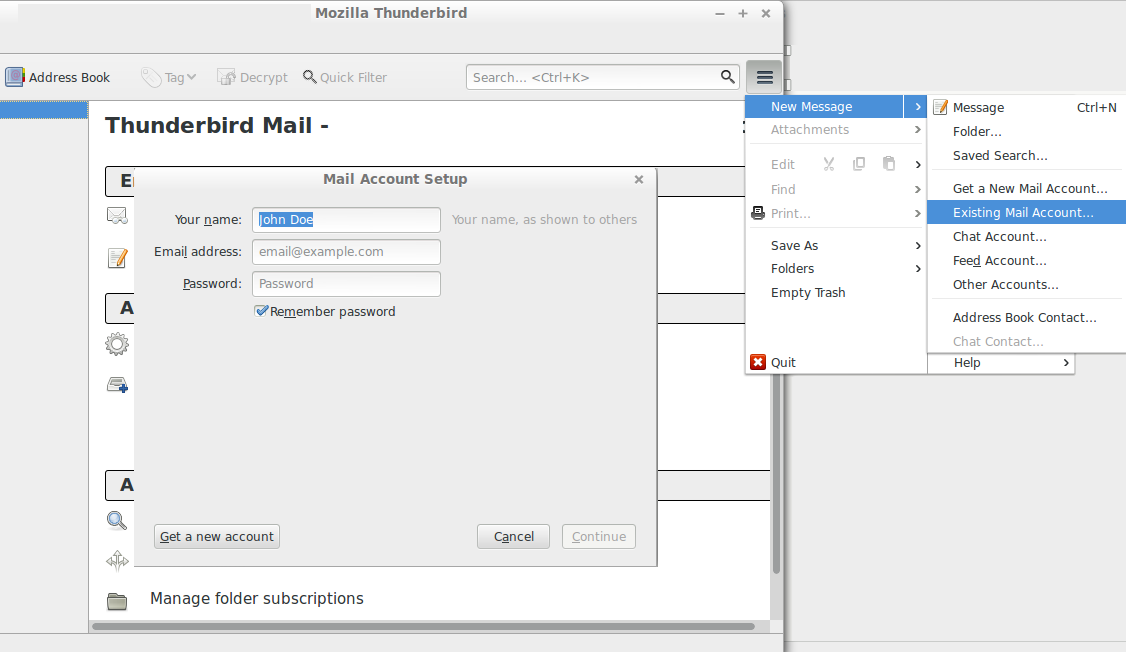 Mozilla Thunderbird
Address Book
Tag
Decrypt
Quick Filter
Search... <Ctrl+K>
Thunderbird Mail -
Mail Account Setup
Your name:
John Doe
Your name, as shown to others
Email address:
email@example.com
Password:
Password
Remember password
Get a new account
Cancel
Continue
Manage folder subscriptions
New Message
Attachments
Edit
Find
Print...
Save As
Folders
Empty Trash
Quit
Message Ctrl+N
Folder...
Saved Search...
Get a New Mail Account...
Existing Mail Account...
Chat Account...
Feed Account...
Other Accounts...
Address Book Contact...
Chat Contact...
Help